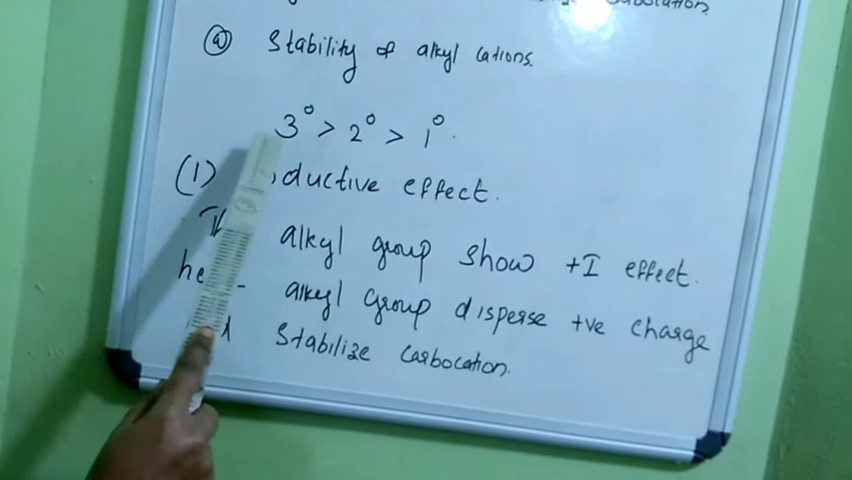 ⓐ Stability of alkyl cations.
3° > 2° > 1°.
(1) ductive effect.
alkyl group show +I effect.
alkyl group disperse +ve charge
Stabilize Carbocation.